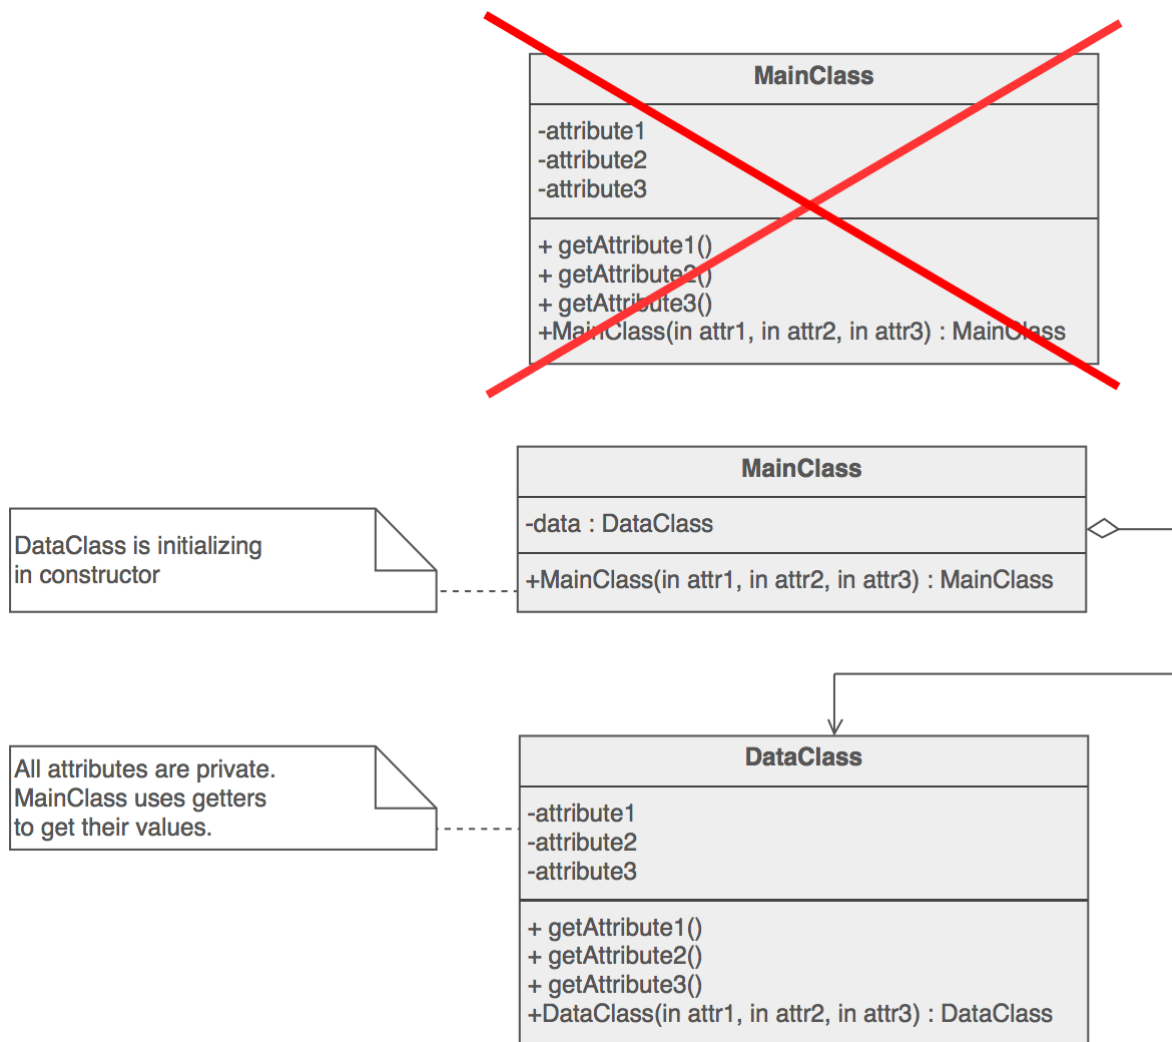 MainClass
-attribute1
-attribute2
-attribute3
+ getAttribute1()
+ getAttribute2()
+ getAttribute3()
+MainClass(in attr1, in attr2, in attr3) : MainClass
MainClass
-data : DataClass
+MainClass(in attr1, in attr2, in attr3) : MainClass
DataClass is initializing
in constructor
DataClass
-attribute1
-attribute2
-attribute3
+ getAttribute1()
+ getAttribute2()
+ getAttribute3()
+DataClass(in attr1, in attr2, in attr3) : DataClass
All attributes are private.
MainClass uses getters
to get their values.